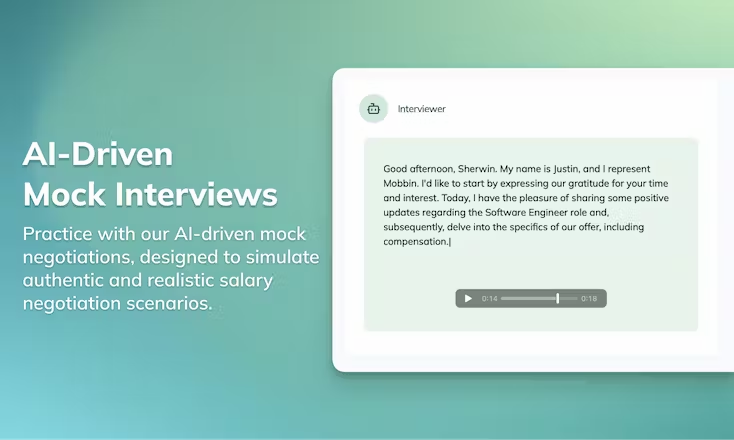 AI-Driven
Mock Interviews
Practice with our AI-driven mock
negotiations, designed to simulate
authentic and realistic salary
negotiation scenarios.
Interviewer
Good afternoon, Sherwin. My name is Justin, and I represent
Mobbin. I'd like to start by expressing our gratitude for your time
and interest. Today, I have the pleasure of sharing some positive
updates regarding the Software Engineer role and,
subsequently, delve into the specifics of our offer, including
compensation.
0:14 0:18